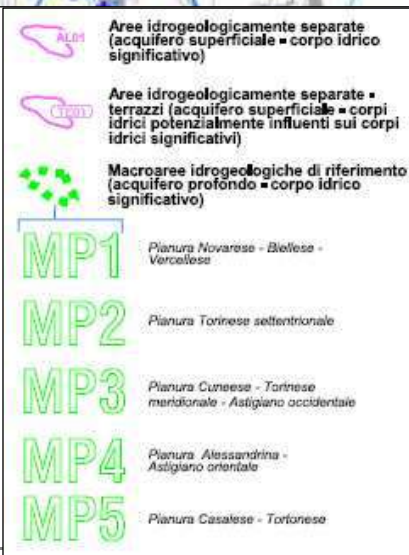 AL01
Aree idrogeologicamente separate
(acquifero superficiale = corpo idrico
significativo)
TE01
Aree idrogeologicamente separate -
terrazzi (acquifero superficiale = corpi
idrici potenzialmente influenti sui corpi
idrici significativi)
Macroaree idrogeologiche di riferimento
(acquifero profondo = corpo idrico
significativo)
MP1
Pianura Novarese - Biellese -
Vercellese
MP2
Pianura Torinese settentrionale
MP3
Pianura Cuneese - Torinese
meridionale - Astigiano occidentale
MP4
Pianura Alessandrina -
Astigiano orientale
MP5
Pianura Casalese - Tortonese